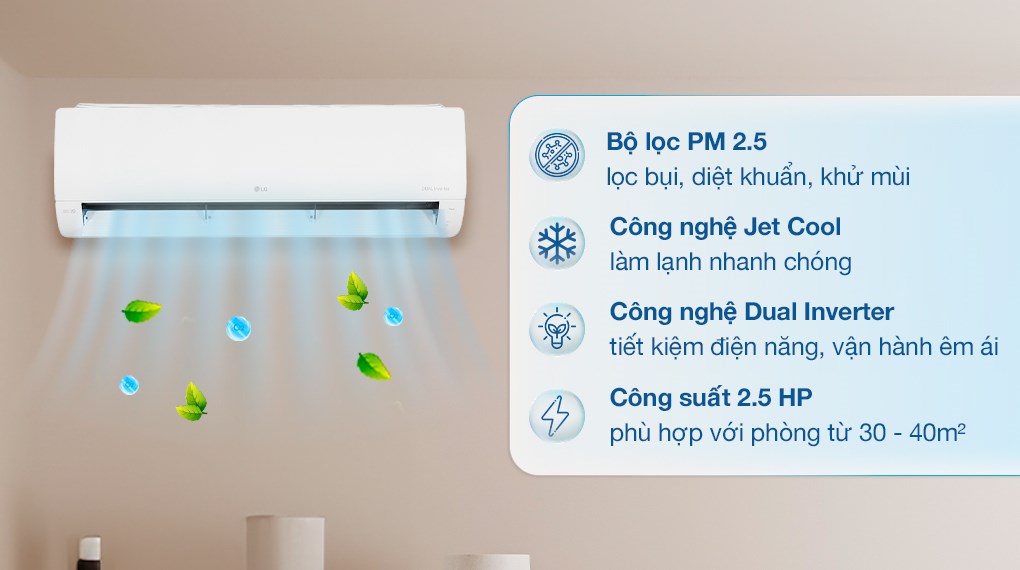 LG
Bộ lọc PM 2.5
lọc bụi, diệt khuẩn, khử mùi
Công nghệ Jet Cool
làm lạnh nhanh chóng
Công nghệ Dual Inverter
tiết kiệm điện năng, vận hành êm ái
Công suất 2.5 HP
phù hợp với phòng từ 30 - 40m²